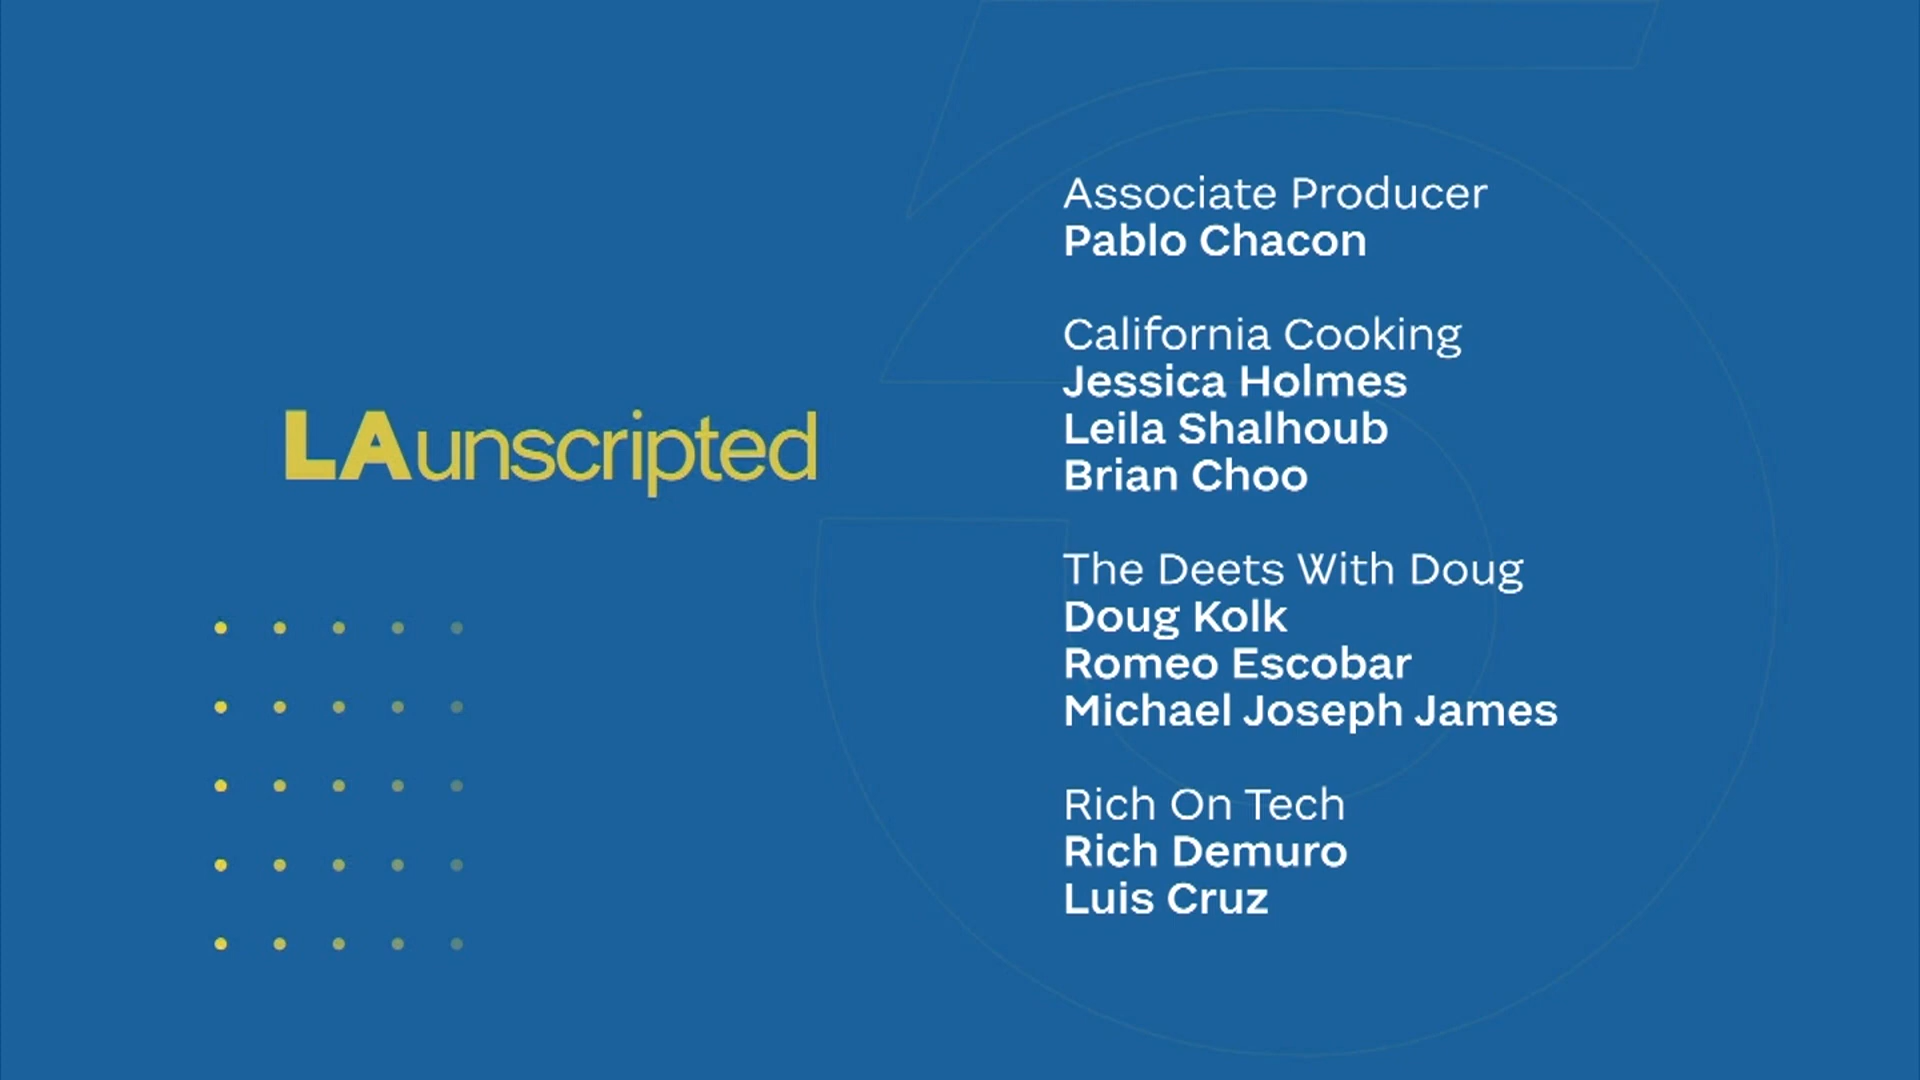 LAunscripted
Associate Producer
Pablo Chacon
California Cooking
Jessica Holmes
Leila Shalhoub
Brian Choo
The Deets With Doug
Doug Kolk
Romeo Escobar
Michael Joseph James
Rich On Tech
Rich Demuro
Luis Cruz